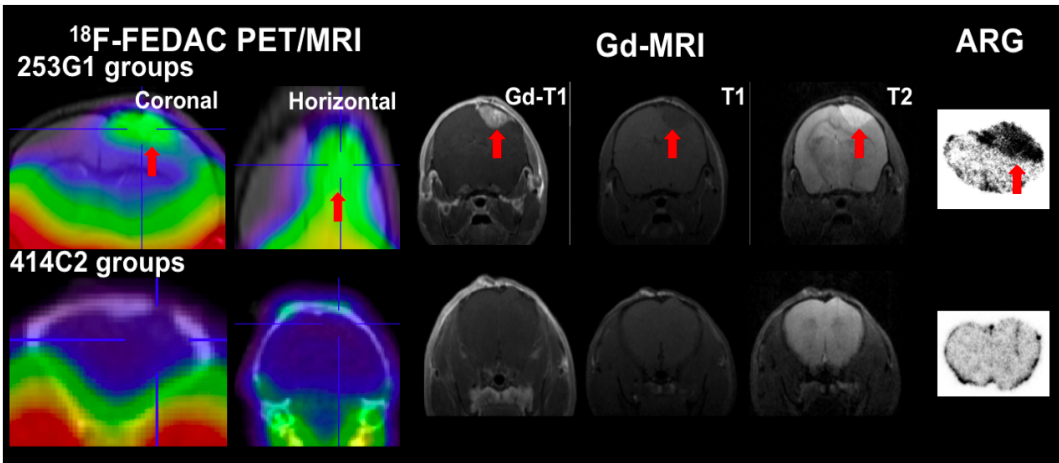 ¹⁸F-FEDAC PET/MRI
Gd-MRI
ARG
253G1 groups
Coronal
Horizontal
Gd-T1
T1
T2
414C2 groups